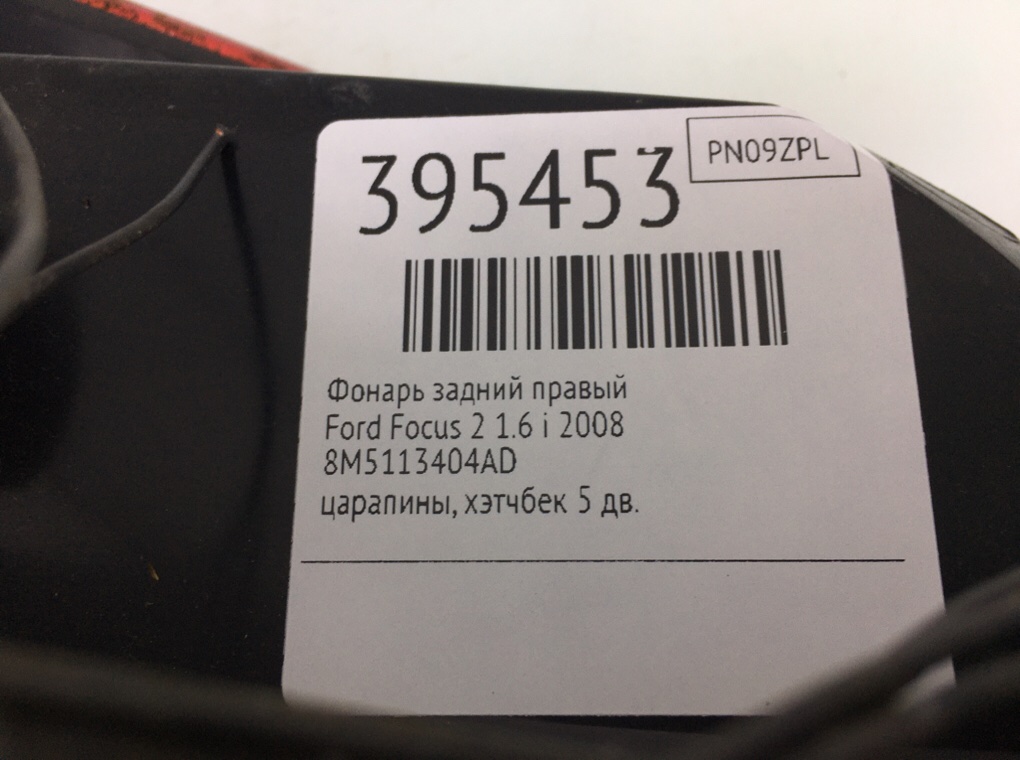 395453
PN09ZPL
Фонарь задний правый
Ford Focus 2 1.6 i 2008
8M5113404AD
царапины, хэтчбек 5 дв.